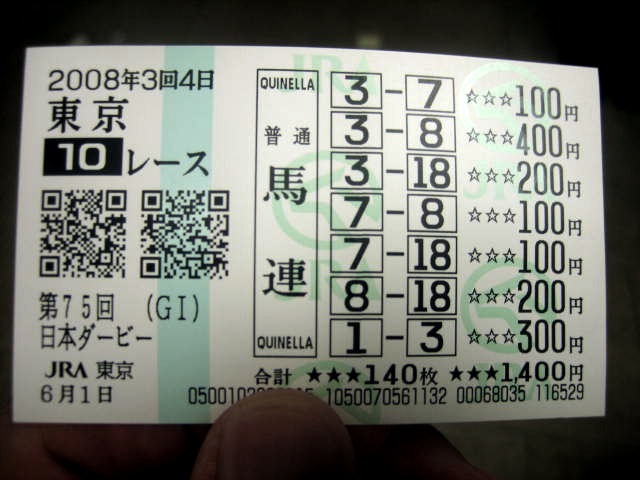 2008年3回4日
東京
10レース
第75回 (GI)
日本ダービー
JRA 東京
6月1日
QUINELLA
普通
馬連
QUINELLA
3-7 ☆☆☆100円
3-8 ☆☆☆400円
3-18 ☆☆☆200円
7-8 ☆☆☆100円
7-18 ☆☆☆100円
8-18 ☆☆☆200円
1-3 ☆☆☆300円
合計 ★★★140枚 ★★★1,400円
1050070561132 00068035 116529
JRA
JRA
JRA